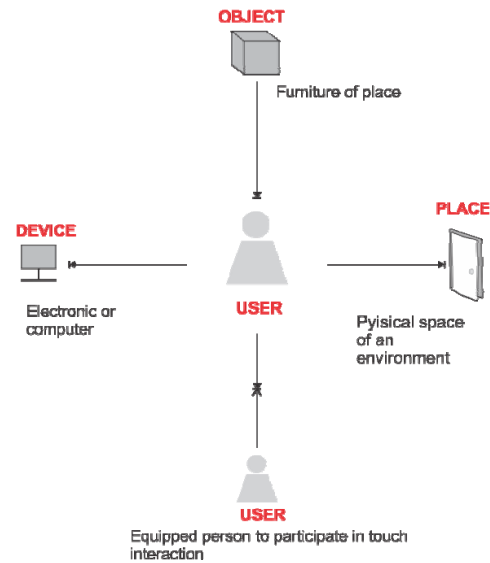 OBJECT
Furniture of place
PLACE
DEVICE
USER
Electronic or
computer
Pyisical space
of an
environment
USER
Equipped person to participate in touch
interaction